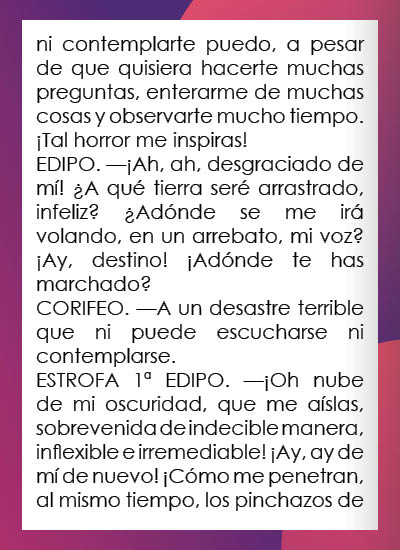 ni contemplarte puedo, a pesar
de que quisiera hacerte muchas
preguntas, enterarme de muchas
cosas y observarte mucho tiempo.
¡Tal horror me inspiras!
EDIPO. —¡Ah, ah, desgraciado de
mí! ¿A qué tierra seré arrastrado,
infeliz? ¿Adónde se me irá
volando, en un arrebato, mi voz?
¡Ay, destino! ¡Adónde te has
marchado?
CORIFEO. —A un desastre terrible
que ni puede escucharse ni
contemplarse.
ESTROFA 1ª EDIPO. —¡Oh nube
de mi oscuridad, que me aíslas,
sobrevenida de indecible manera,
inflexible e irremediable! ¡Ay, ay de
mí de nuevo! ¡Cómo me penetran,
al mismo tiempo, los pinchazos de